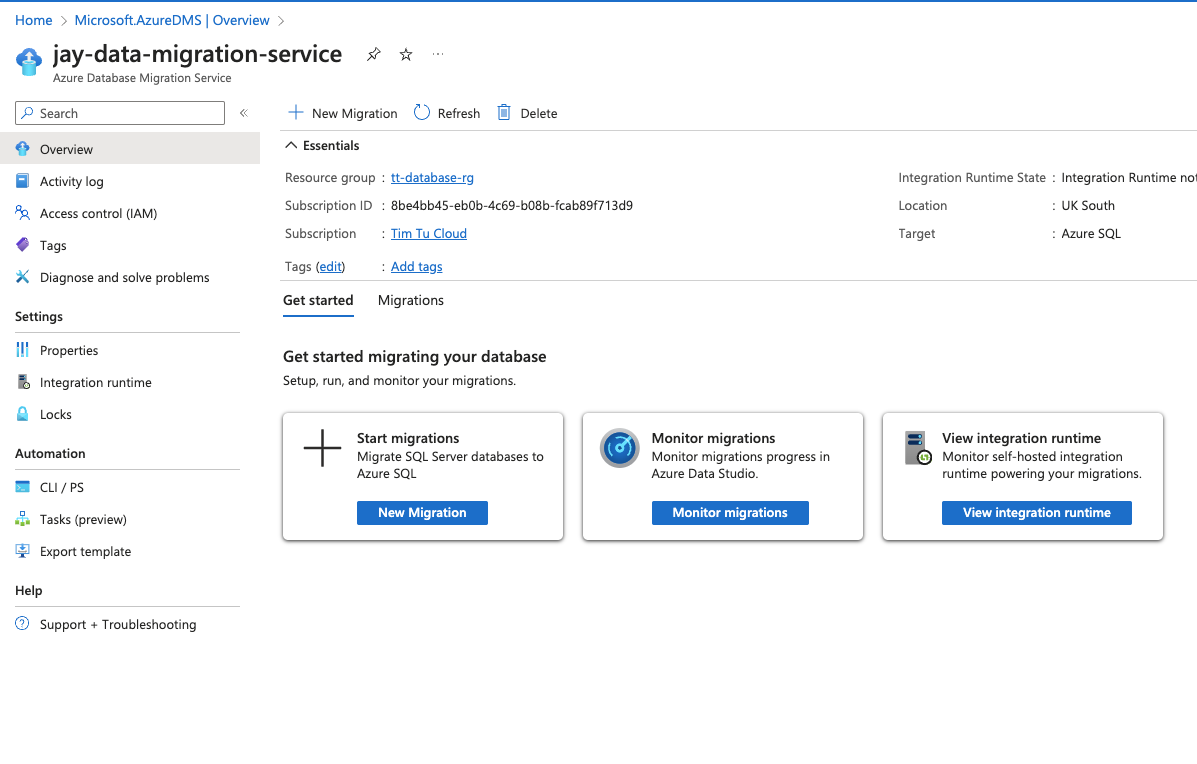 Home > Microsoft.AzureDMS | Overview >
jay-data-migration-service
Azure Database Migration Service
Search
Overview
Activity log
Access control (IAM)
Tags
Diagnose and solve problems
Settings
Properties
Integration runtime
Locks
Automation
CLI / PS
Tasks (preview)
Export template
Help
Support + Troubleshooting
New Migration Refresh Delete
Essentials
Resource group : tt-database-rg
Subscription ID : 8be4bb45-eb0b-4c69-b08b-fcab89f713d9
Subscription : Tim Tu Cloud
Tags (edit) : Add tags
Integration Runtime State : Integration Runtime not
Location : UK South
Target : Azure SQL
Get started Migrations
Get started migrating your database
Setup, run, and monitor your migrations.
Start migrations
Migrate SQL Server databases to
Azure SQL
New Migration
Monitor migrations
Monitor migrations progress in
Azure Data Studio.
Monitor migrations
View integration runtime
Monitor self-hosted integration
runtime powering your migrations.
View integration runtime